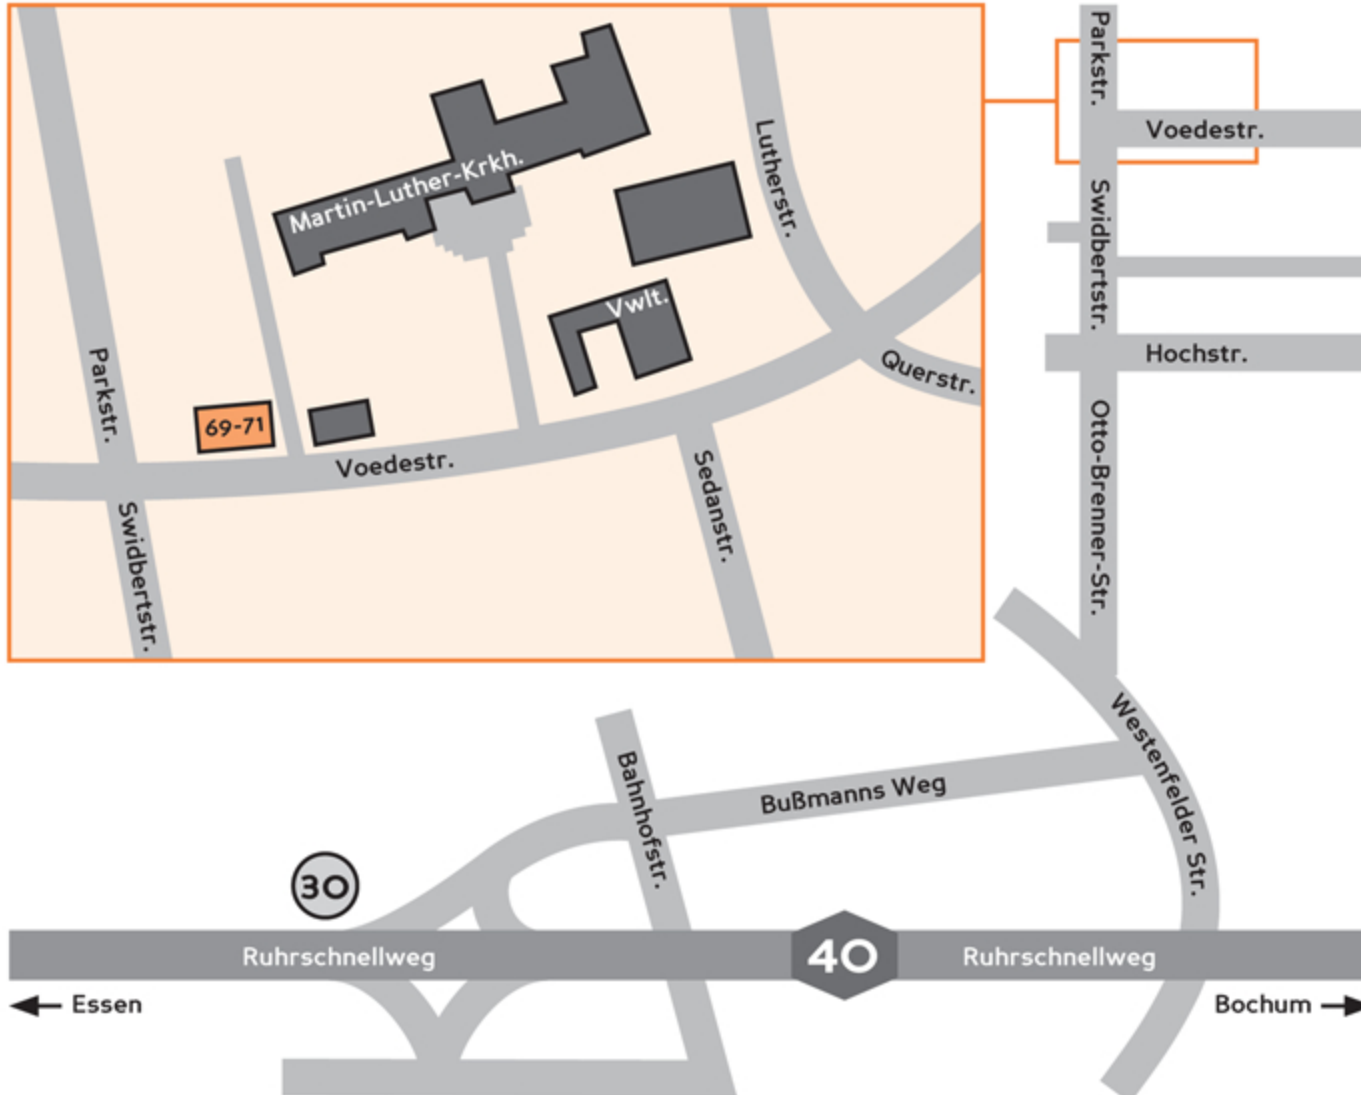 Martin-Luther-Krkh.
Lutherstr.
Vwlt.
Parkstr.
69-71
Voedestr.
Querstr.
Swidbertstr.
Sedanstr.
Parkstr.
Voedestr.
Swidbertstr.
Hochstr.
Otto-Brenner-Str.
Westenfelder Str.
Bahnhofstr.
Bußmanns Weg
30
Ruhrschnellweg
40
Ruhrschnellweg
Essen
Bochum